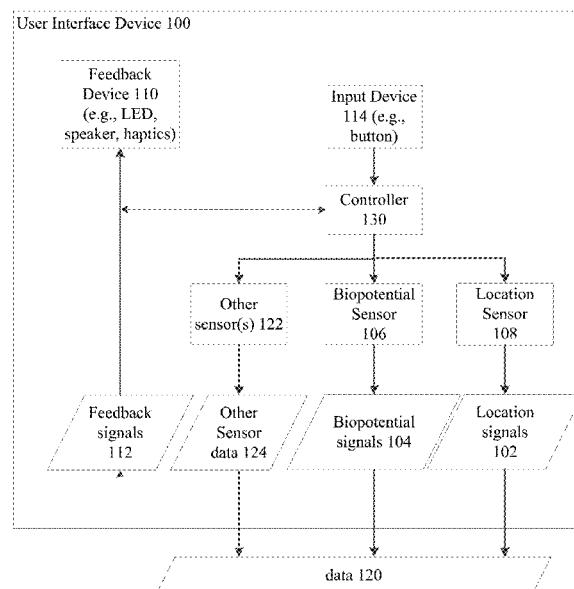 User Interface Device 100
Feedback
Device 110
(e.g., LED,
speaker, haptics)
Input Device
114 (e.g.,
button)
Controller
130
Other
sensor(s) 122
Biopotential
Sensor
106
Location
Sensor
108
Feedback
signals
112
Other
Sensor
data 124
Biopotential
signals 104
Location
signals
102
data 120